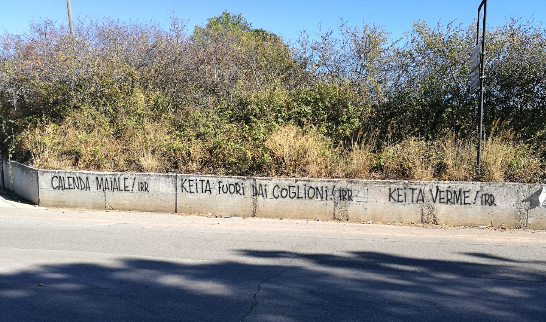 CALENDA MAIALE! IRR
KEITA FUORI DAI COGLIONI! IRR
KEITA VERME! IRR